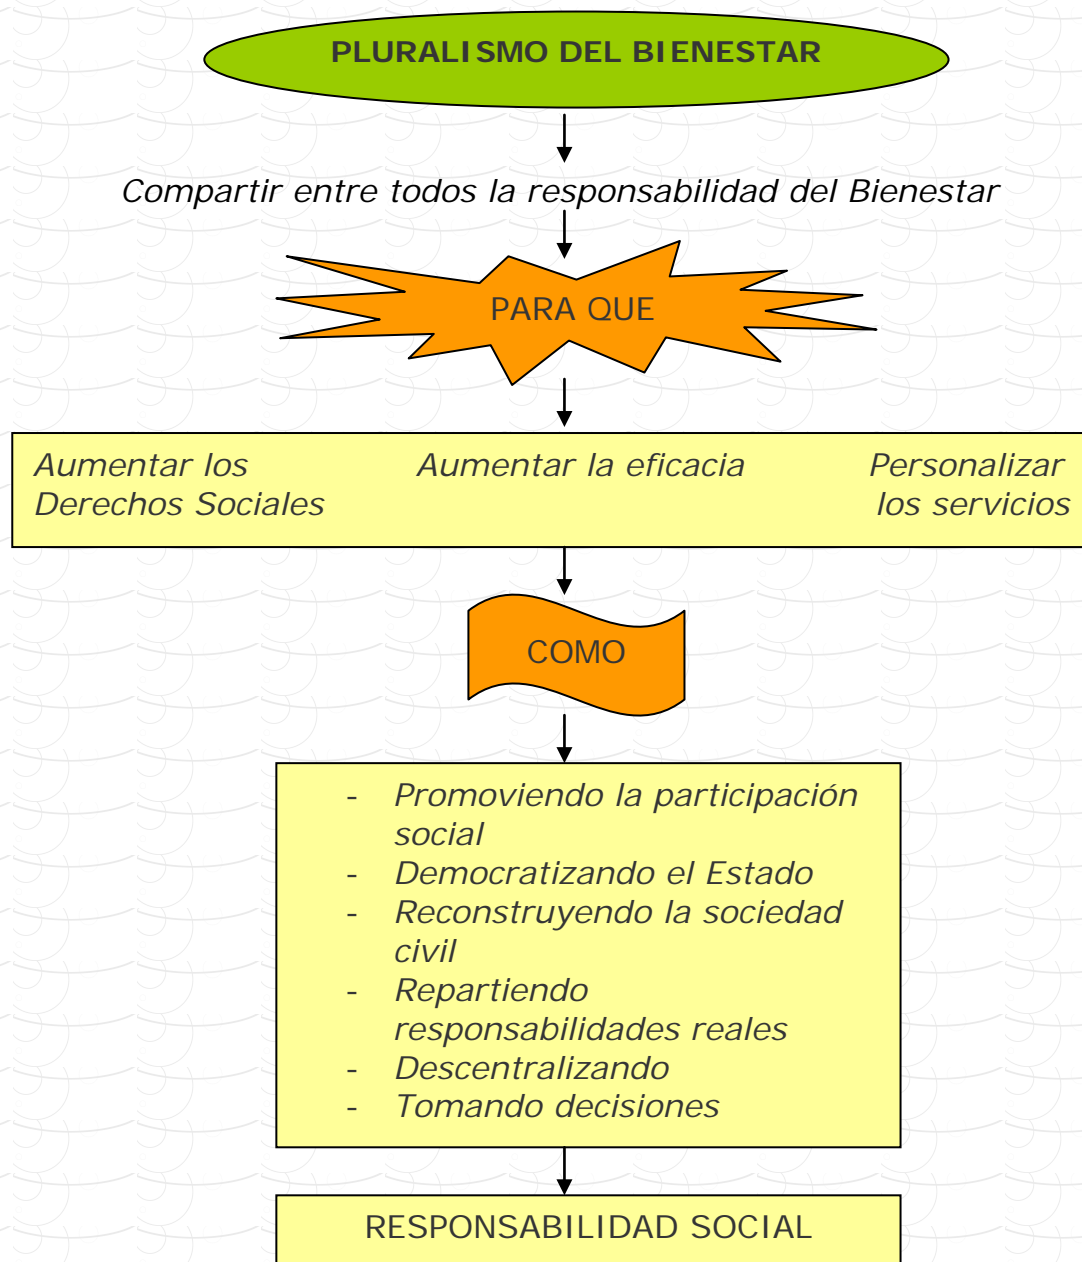 PLURALISMO DEL BIENESTAR
Compartir entre todos la responsabilidad del Bienestar
PARA QUE
Aumentar los Aumentar la eficacia Personalizar
Derechos Sociales los servicios
COMO
- Promoviendo la participación
social
- Democratizando el Estado
- Reconstruyendo la sociedad
civil
- Repartiendo
responsabilidades reales
- Descentralizando
- Tomando decisiones
RESPONSABILIDAD SOCIAL